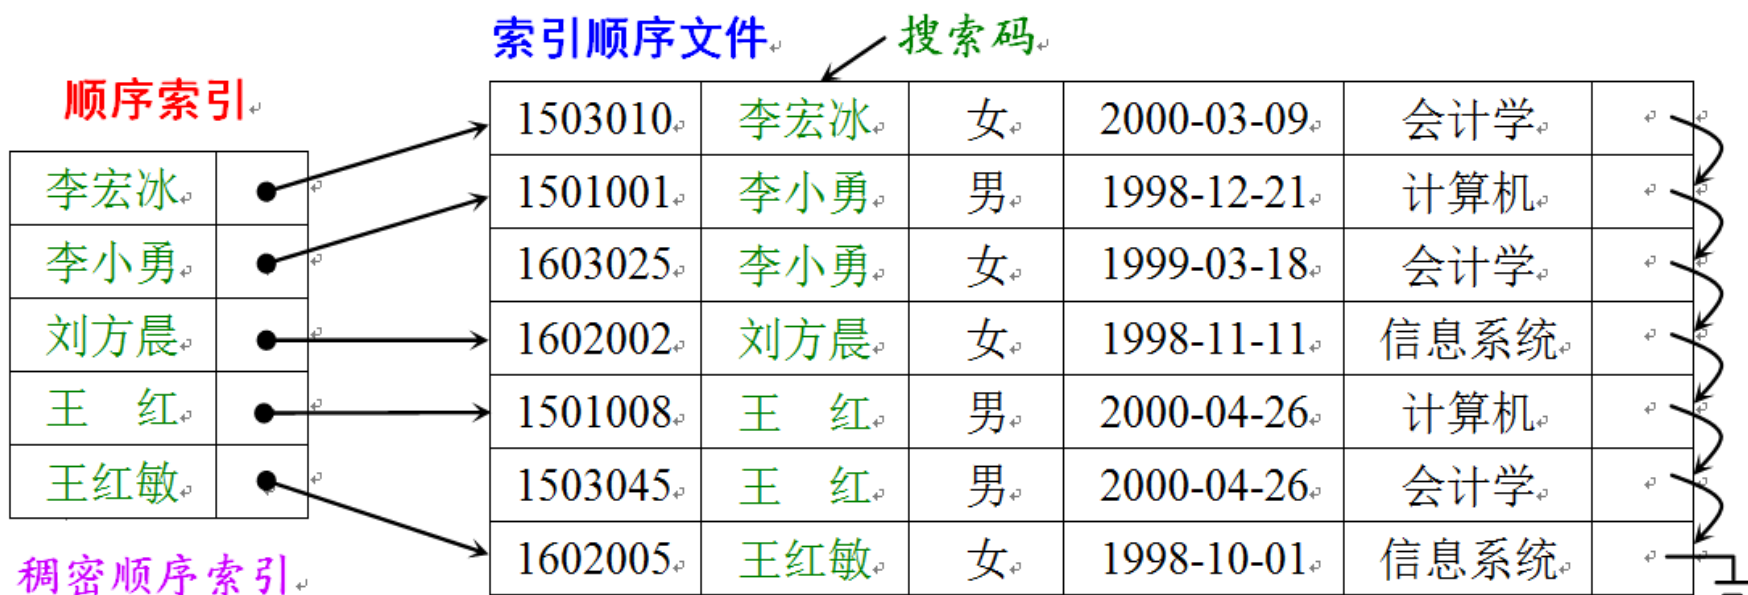 索引顺序文件
搜索码
顺序索引
李宏冰
李小勇
刘方晨
王 红
王红敏
稠密顺序索引
1503010 李宏冰 女 2000-03-09 会计学
1501001 李小勇 男 1998-12-21 计算机
1603025 李小勇 女 1999-03-18 会计学
1602002 刘方晨 女 1998-11-11 信息系统
1501008 王 红 男 2000-04-26 计算机
1503045 王 红 男 2000-04-26 会计学
1602005 王红敏 女 1998-10-01 信息系统